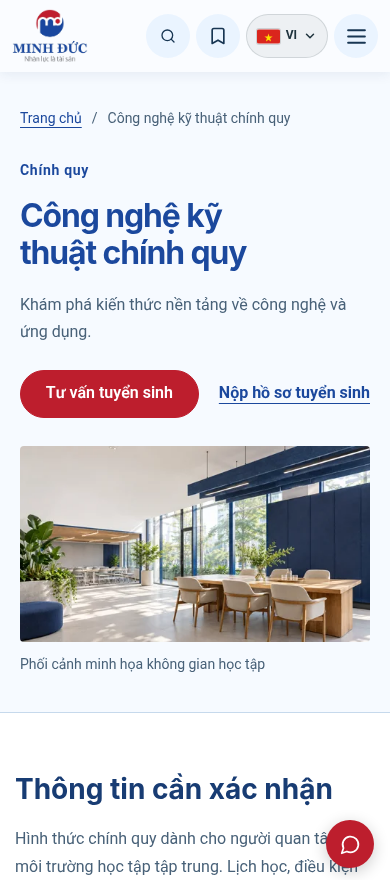 MINH ĐỨC
Nhân lực là tài sản
VI
Trang chủ / Công nghệ kỹ thuật chính quy
Chính quy
Công nghệ kỹ
thuật chính quy
Khám phá kiến thức nền tảng về công nghệ và
ứng dụng.
Tư vấn tuyển sinh
Nộp hồ sơ tuyển sinh
Phối cảnh minh họa không gian học tập
Thông tin cần xác nhận
Hình thức chính quy dành cho người quan
môi trường học tập tập trung. Lịch học, điều kiện